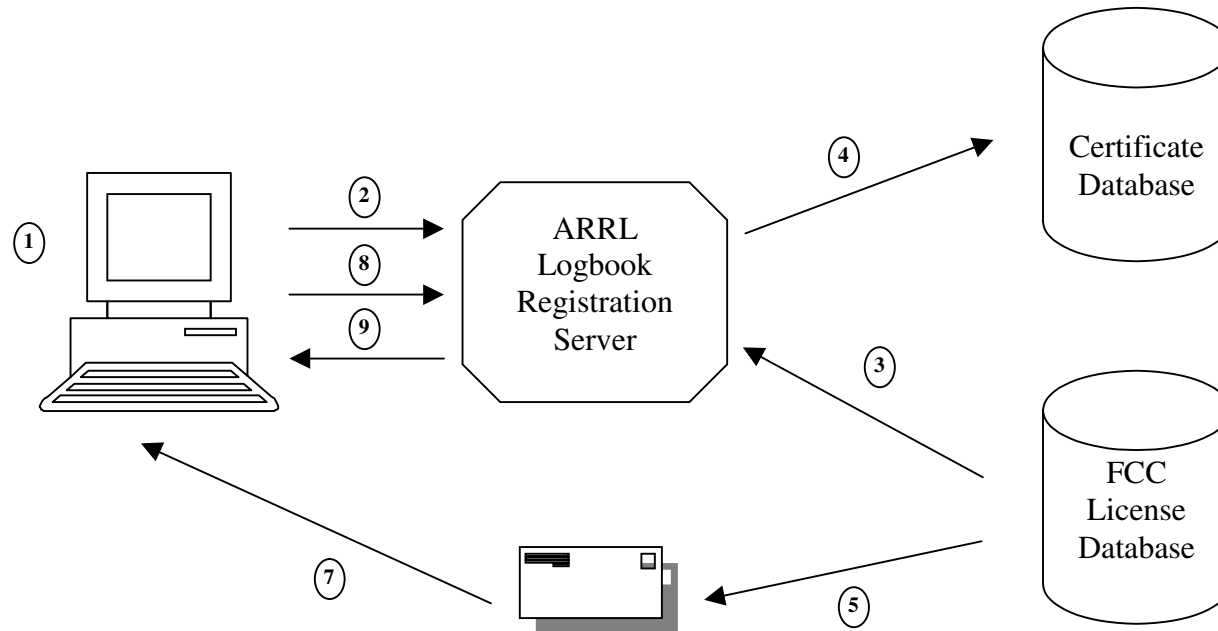 1
2
8
9
ARRL
Logbook
Registration
Server
4
Certificate
Database
3
FCC
License
Database
7
5